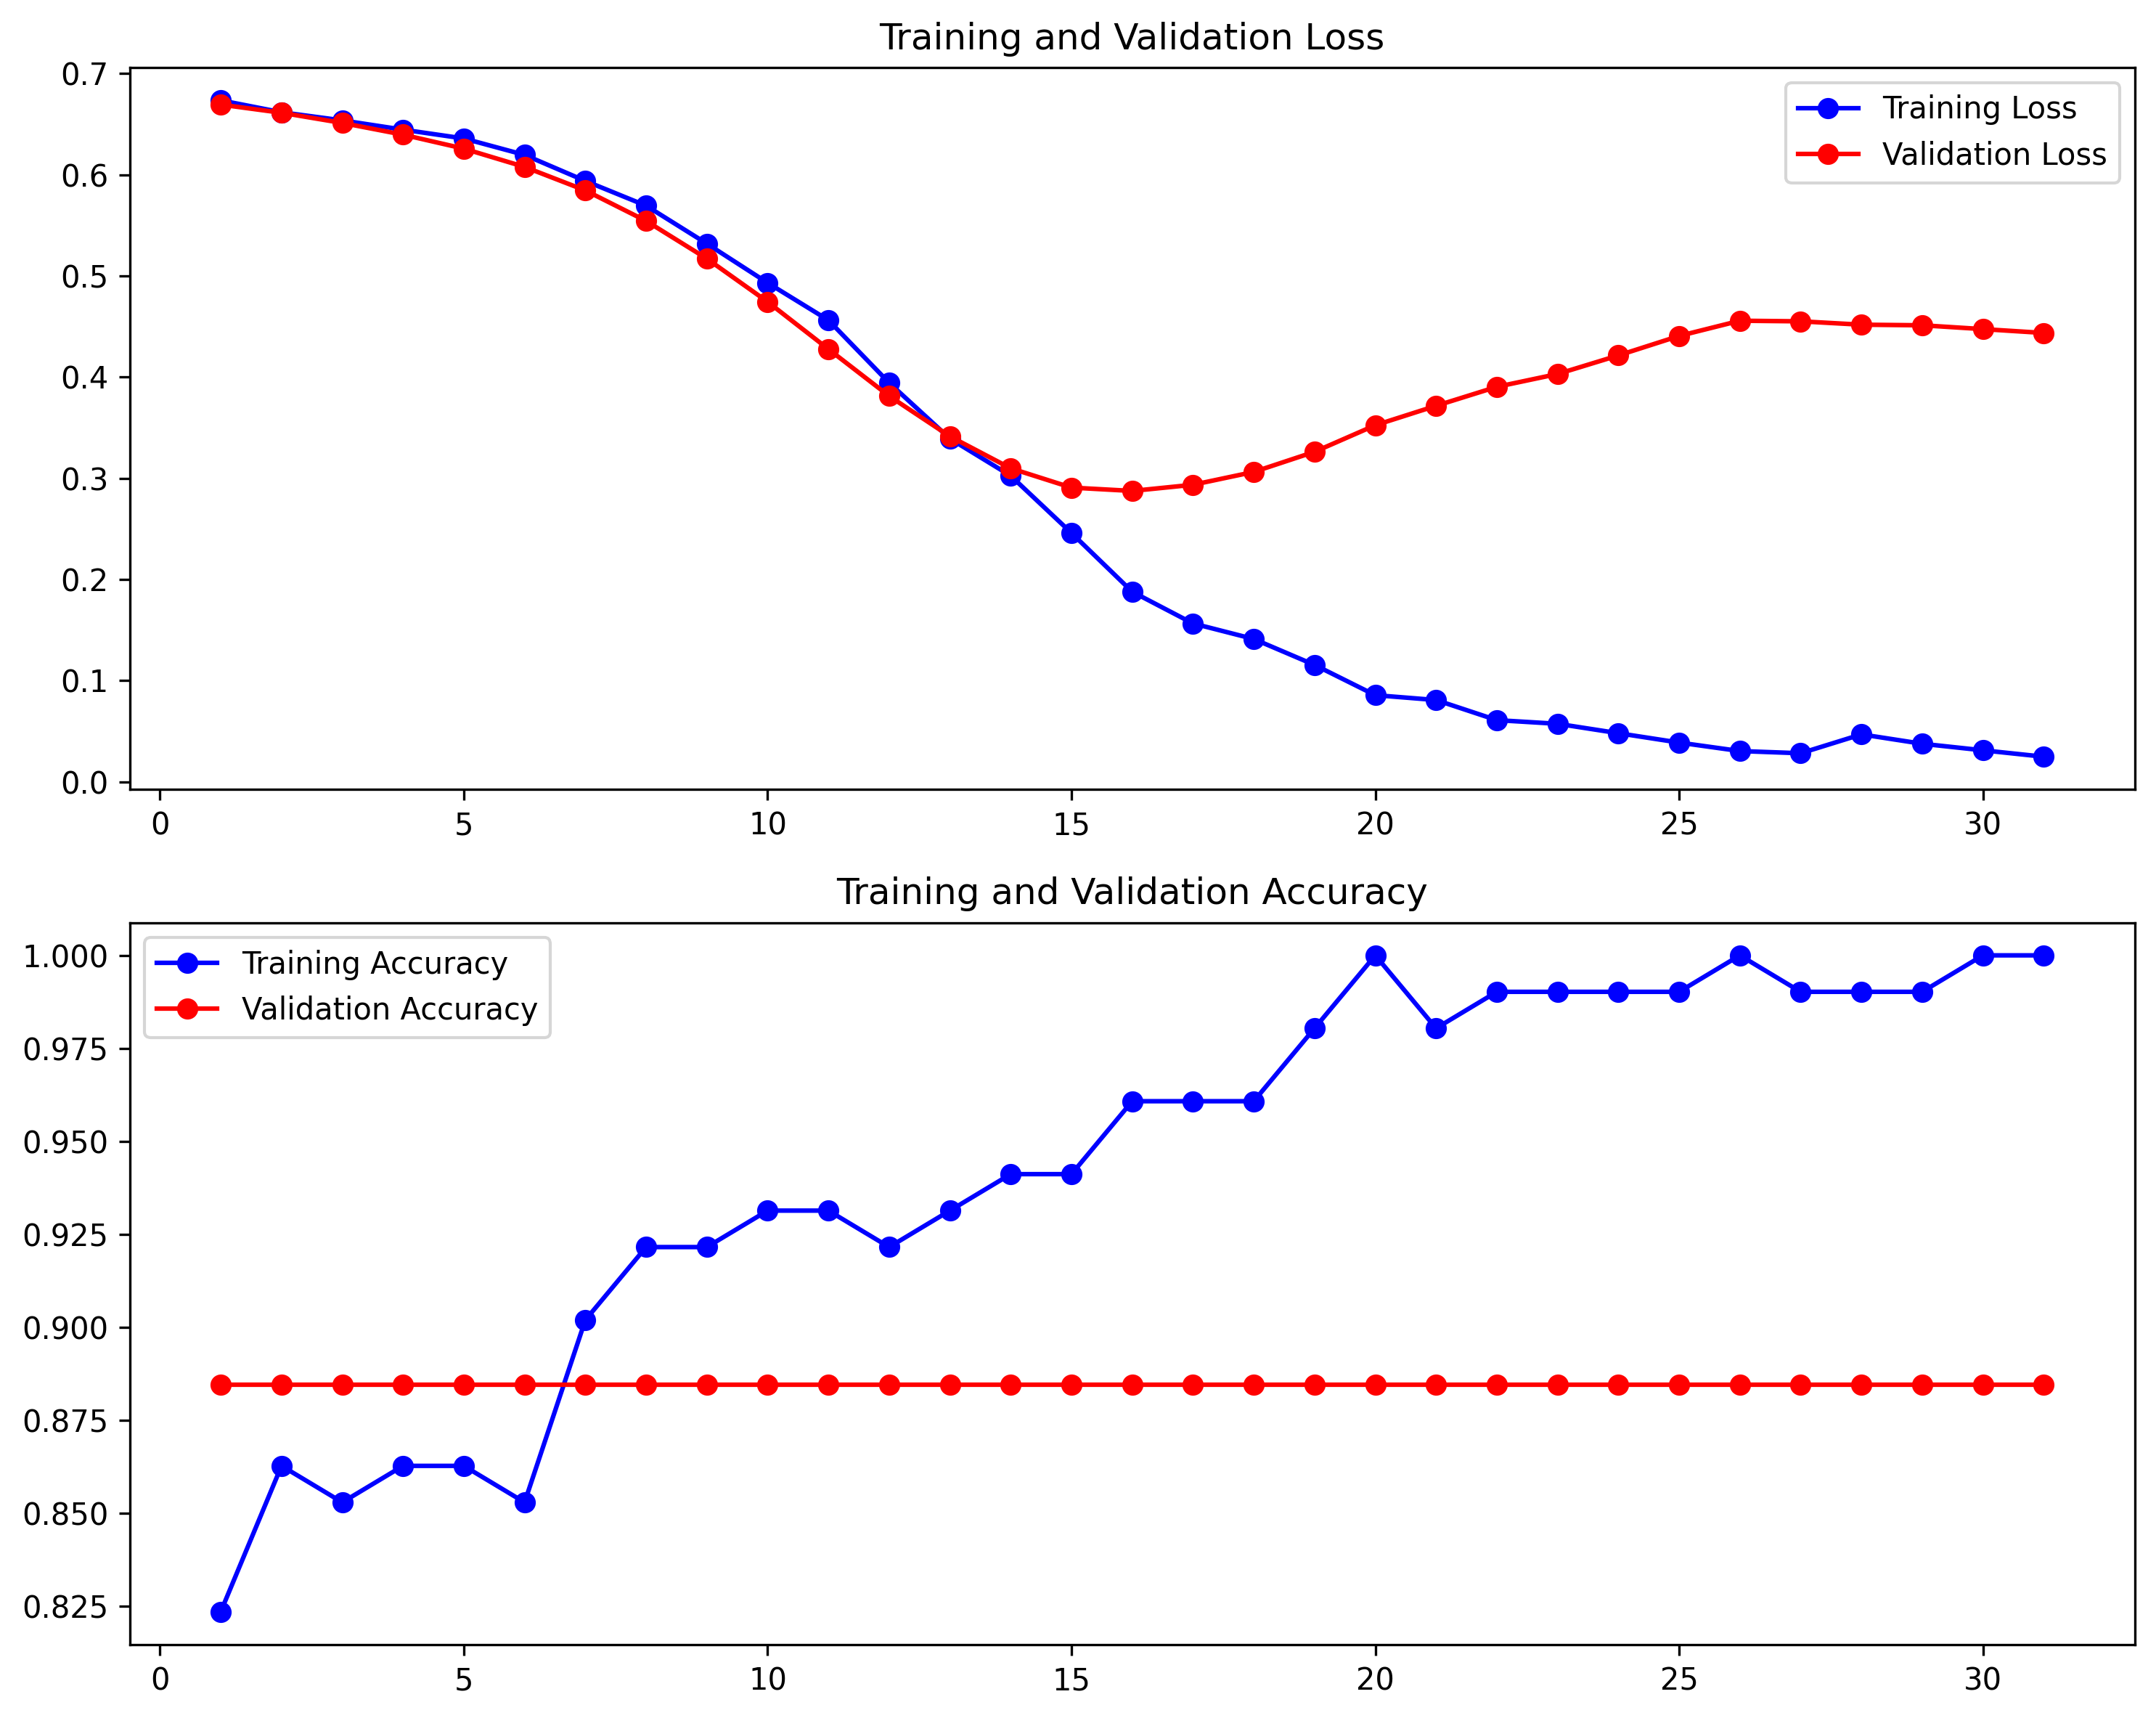 Training and Validation Loss
0.7
0.6
0.5
0.4
0.3
0.2
0.1
0.0
Training Loss
Validation Loss
0 5 10 15 20 25 30
Training and Validation Accuracy
1.000
0.975
0.950
0.925
0.900
0.875
0.850
0.825
Training Accuracy
Validation Accuracy
0 5 10 15 20 25 30